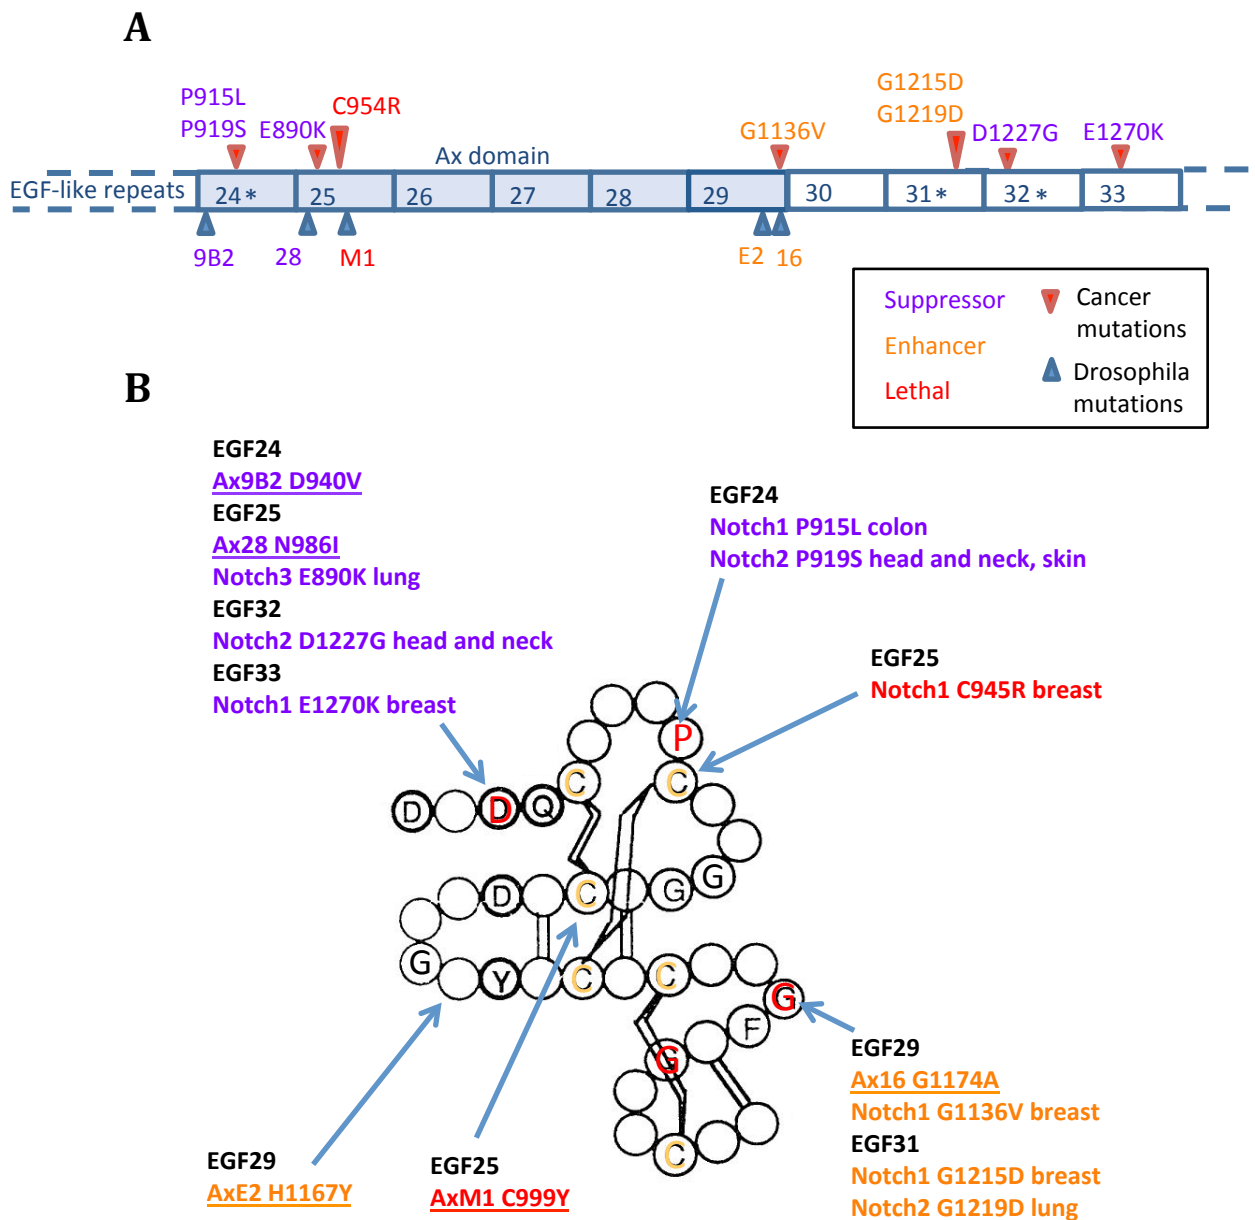 A
P915L
P919S
E890K
C954R
G1136V
G1215D
G1219D
D1227G
E1270K
Ax domain
EGF-like repeats
24*
25
26
27
28
29
30
31*
32*
33
9B2
28
M1
E2
16
Suppressor
Enhancer
Lethal
Cancer
mutations
Drosophila
mutations
B
EGF24
Ax9B2 D940V
EGF25
Ax28 N986I
Notch3 E890K lung
EGF32
Notch2 D1227G head and neck
EGF33
Notch1 E1270K breast
EGF24
Notch1 P915L colon
Notch2 P919S head and neck, skin
EGF25
Notch1 C945R breast
P
C
C
D
D
Q
D
C
G
G
G
Y
C
C
G
F
G
C
EGF29
AxE2 H1167Y
EGF25
AxM1 C999Y
EGF29
Ax16 G1174A
Notch1 G1136V breast
EGF31
Notch1 G1215D breast
Notch2 G1219D lung